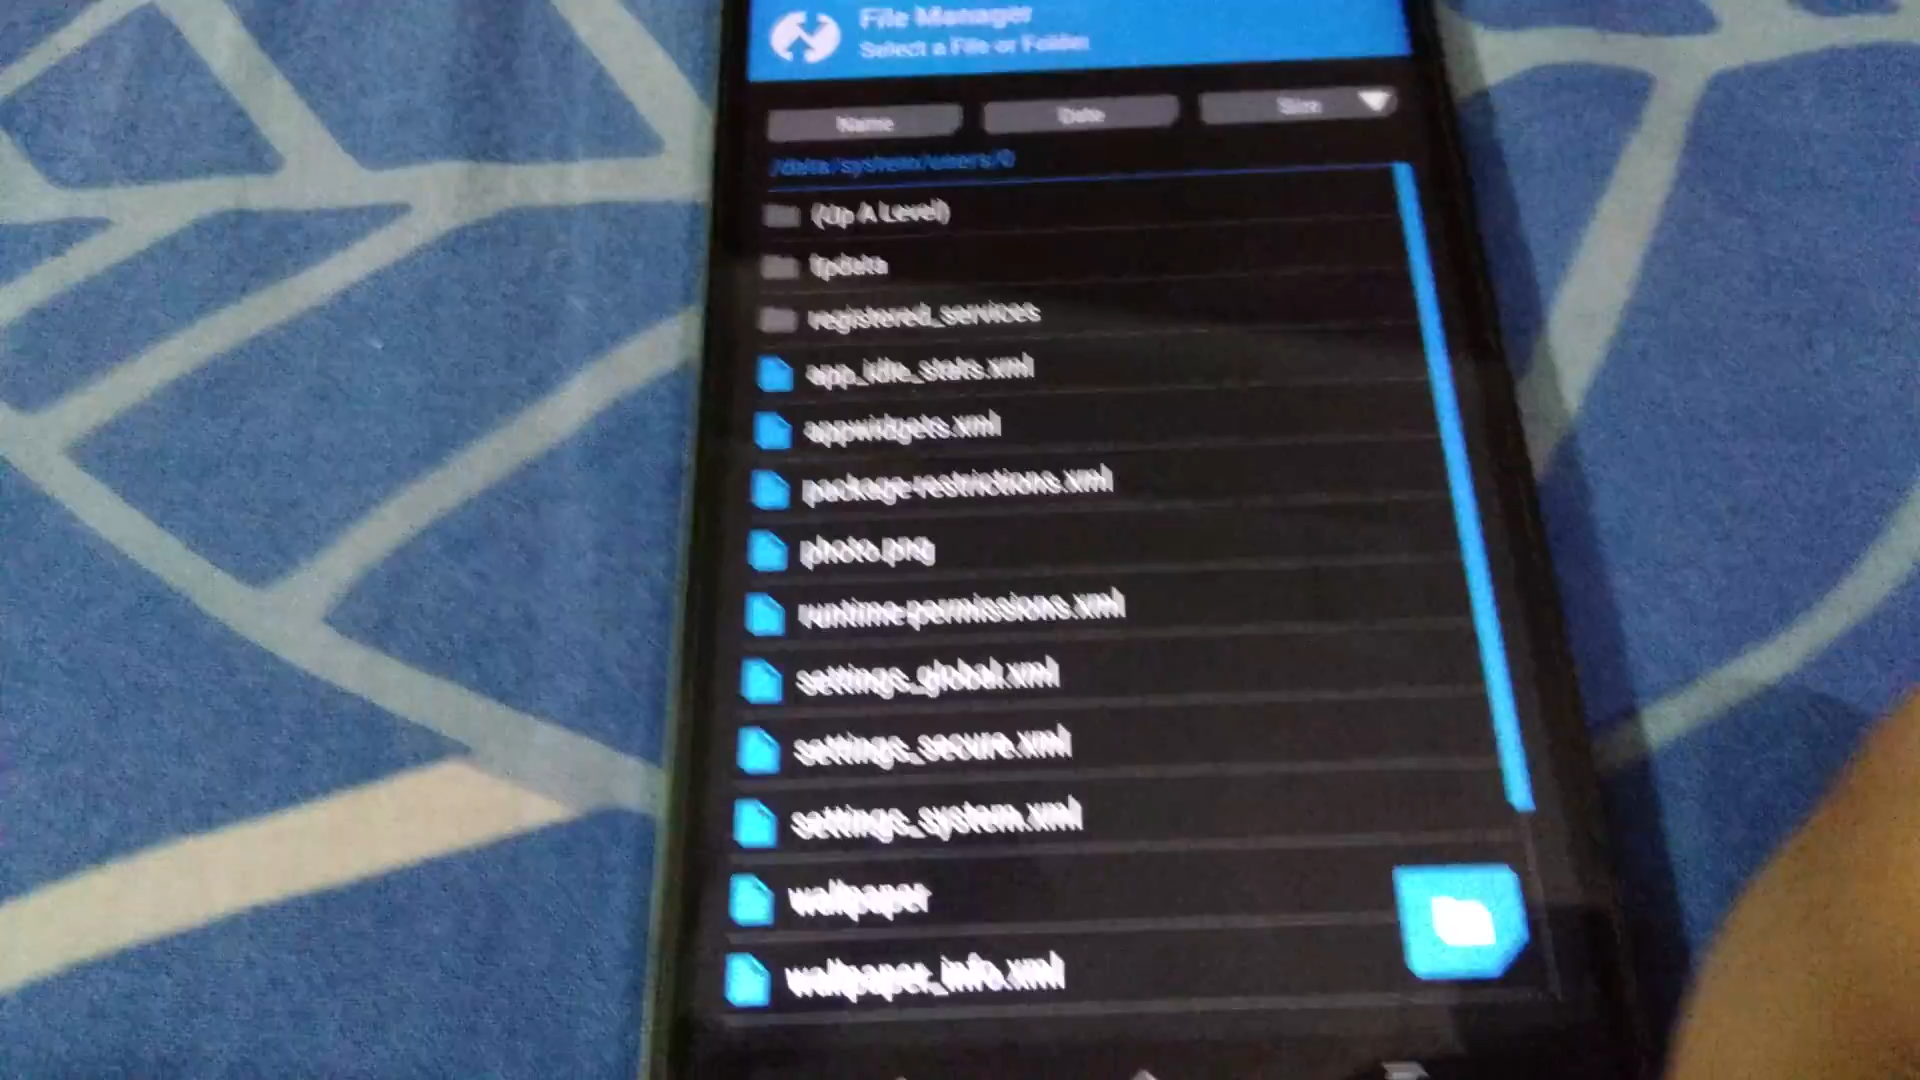 File Manager
Select a File or Folder
Name
Date
Size
/data/system/users/0
(Up A Level)
fpdata
registered_services
app_idle_stats.xml
appwidgets.xml
package-restrictions.xml
photo.png
runtime-permissions.xml
settings_global.xml
settings_secure.xml
settings_system.xml
wallpaper
wallpaper_info.xml